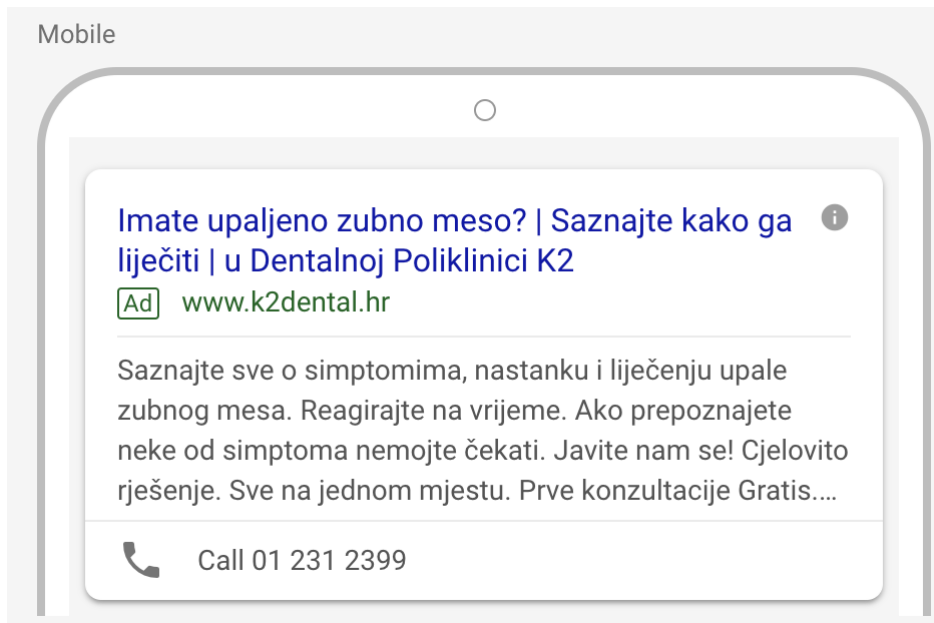 Mobile
Imate upaljeno zubno meso? | Saznajte kako ga
liječiti | u Dentalnoj Poliklinici K2
Ad www.k2dental.hr
Saznajte sve o simptomima, nastanku i liječenju upale
zubnog mesa. Reagirajte na vrijeme. Ako prepoznajete
neke od simptoma nemojte čekati. Javite nam se! Cjelovito
rješenje. Sve na jednom mjestu. Prve konzultacije Gratis....
Call 01 231 2399